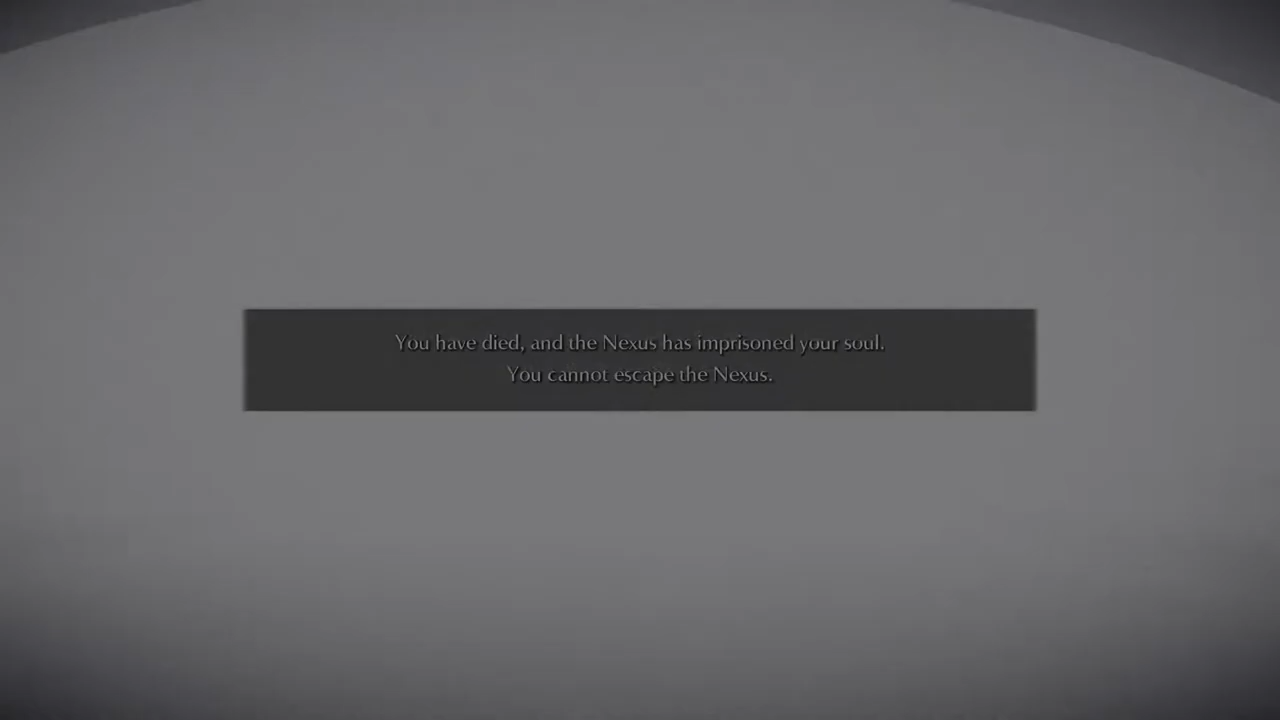 You have died, and the Nexus has imprisoned your soul.
You cannot escape the Nexus.